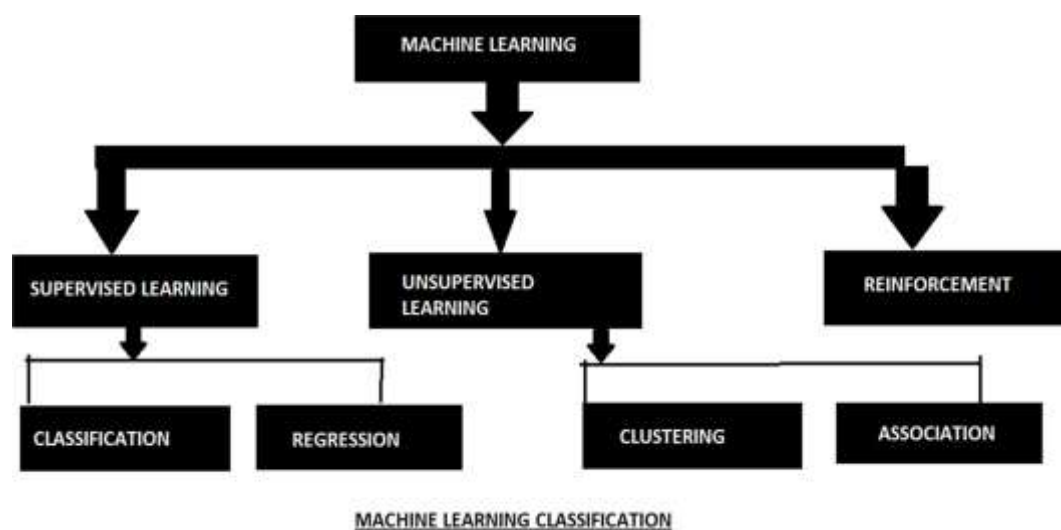 MACHINE LEARNING
SUPERVISED LEARNING
UNSUPERVISED
LEARNING
REINFORCEMENT
CLASSIFICATION
REGRESSION
CLUSTERING
ASSOCIATION
MACHINE LEARNING CLASSIFICATION